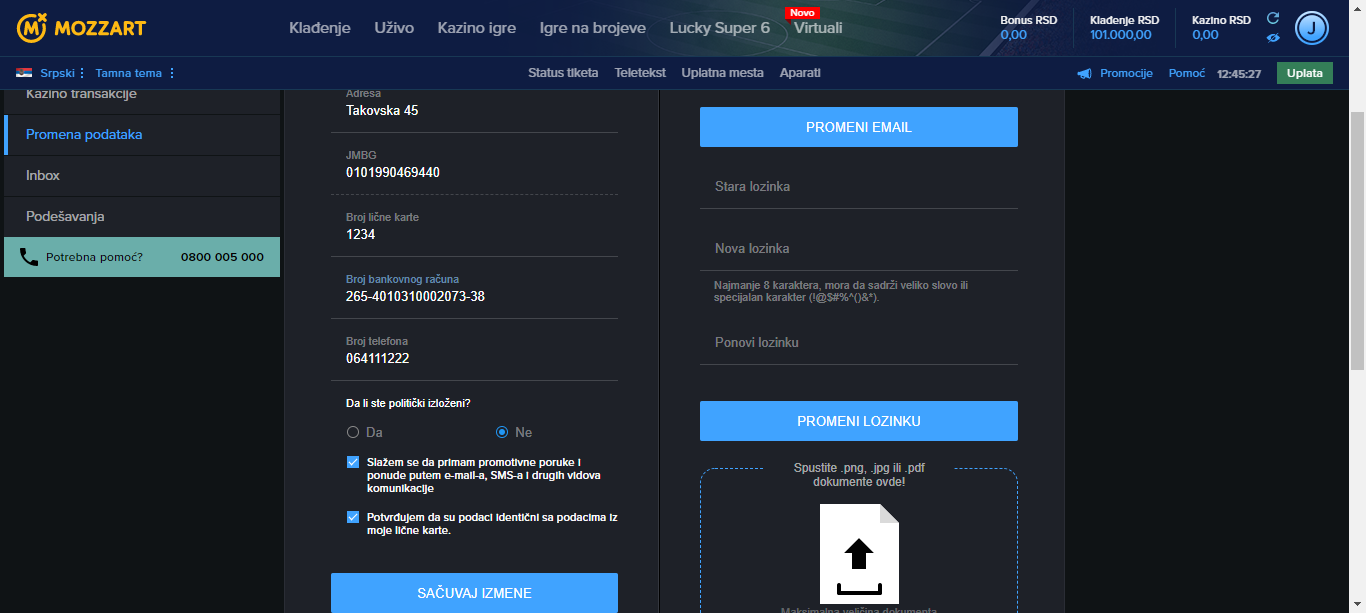 MOZZART
Klađenje
Uživo
Kazino igre
Igre na brojeve
Lucky Super 6
Novo
Virtuali
Bonus RSD
0,00
Klađenje RSD
101.000,00
Kazino RSD
0,00
J
Srpski
Tamna tema
Status tiketa
Teletekst
Uplatna mesta
Aparati
Promocije
Pomoć
12:45:27
Uplata
Kazino transakcije
Promena podataka
Inbox
Podešavanja
Potrebna pomoć?
0800 005 000
Adresa
Takovska 45
JMBG
0101990469440
Broj lične karte
1234
Broj bankovnog računa
265-4010310002073-38
Broj telefona
064111222
Da li ste politički izloženi?
Da
Ne
Slažem se da primam promotivne poruke i
ponude putem e-mail-a, SMS-a i drugih vidova
komunikacije
Potvrđujem da su podaci identični sa podacima iz
moje lične karte.
SAČUVAJ IZMENE
PROMENI EMAIL
Stara lozinka
Nova lozinka
Najmanje 8 karaktera, mora da sadrži veliko slovo ili
specijalan karakter (!@$#%^()&*).
Ponovi lozinku
PROMENI LOZINKU
Spustite .png, .jpg ili .pdf
dokumente ovde!
Maksimalna veličina dokumenta